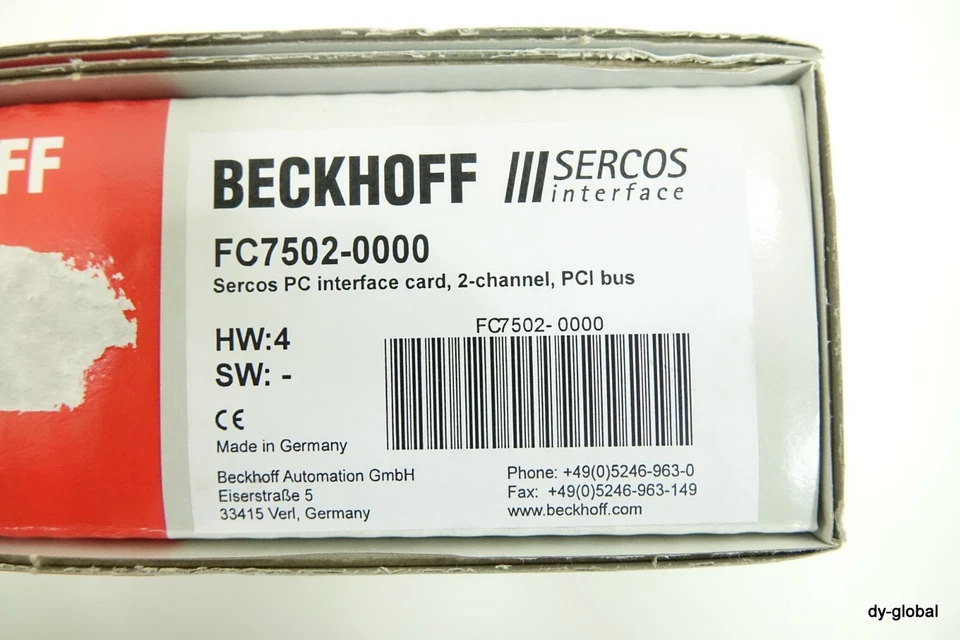 FF
BECKHOFF
SERCOS
interface
FC7502-0000
Sercos PC interface card, 2-channel, PCI bus
HW:4
SW: -
FC7502- 0000
CE
Made in Germany
Beckhoff Automation GmbH
Eiserstraße 5
33415 Verl, Germany
Phone: +49(0)5246-963-0
Fax: +49(0)5246-963-149
www.beckhoff.com
dy-global